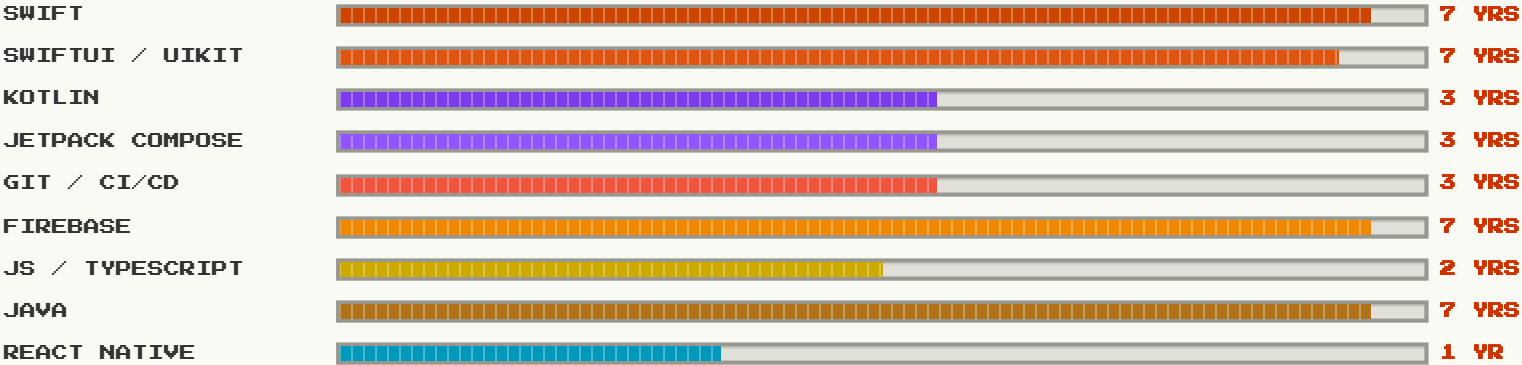 SWIFT 7 YRS
SWIFTUI / UIKIT 7 YRS
KOTLIN 3 YRS
JETPACK COMPOSE 3 YRS
GIT / CI/CD 3 YRS
FIREBASE 7 YRS
JS / TYPESCRIPT 2 YRS
JAVA 7 YRS
REACT NATIVE 1 YR